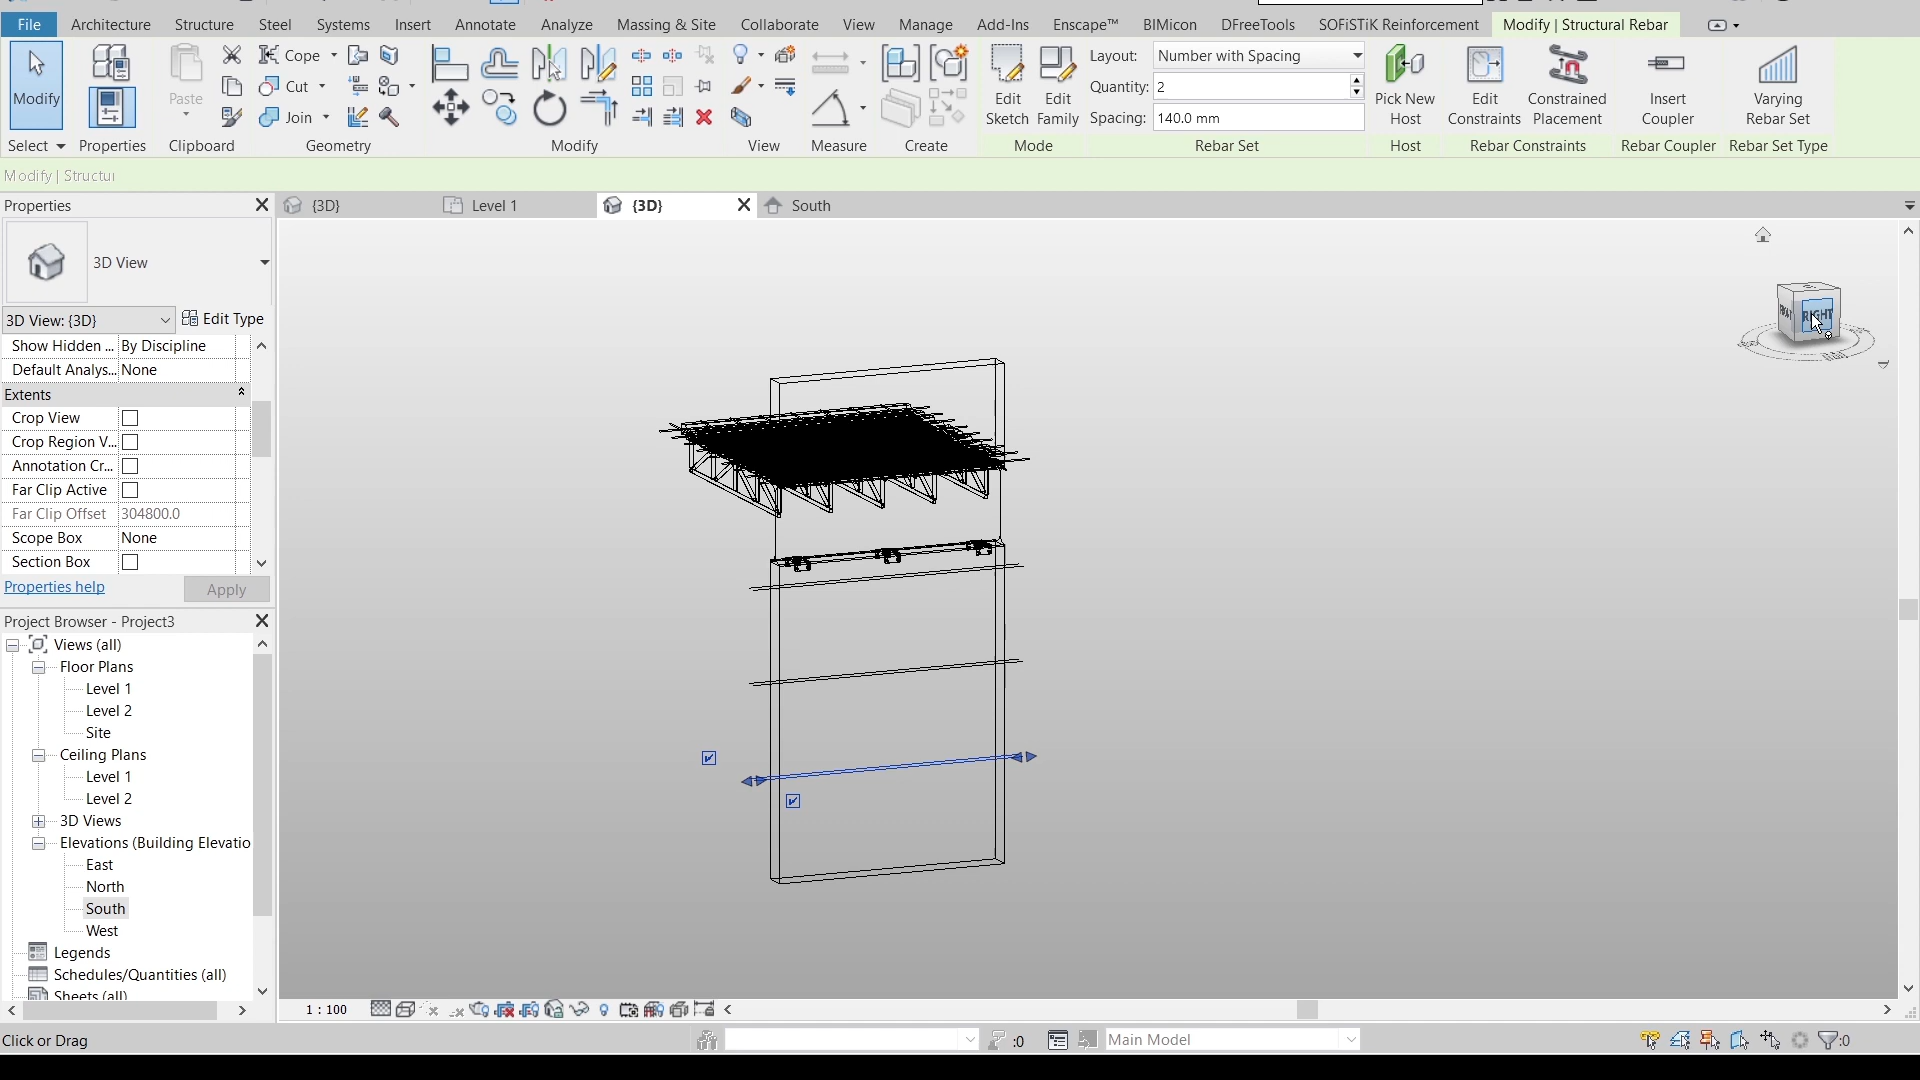 File Architecture Structure Steel Systems Insert Annotate Analyze Massing & Site Collaborate View Manage Add-Ins Enscape™ BIMicon DFreeTools SOFiSTiK Reinforcement Modify | Structural Rebar
Modify
Paste
Cope
Cut
Join
Edit Sketch
Edit Family
Layout: Number with Spacing
Quantity: 2
Spacing: 140.0 mm
Pick New Host
Edit Constraints
Constrained Placement
Insert Coupler
Varying Rebar Set
Select Properties Clipboard Geometry Modify View Measure Create Mode Rebar Set Host Rebar Constraints Rebar Coupler Rebar Set Type
Modify | Structur
Properties
{3D} Level 1 {3D} South
3D View
3D View: {3D} Edit Type
Show Hidden ... By Discipline
Default Analys... None
Extents
Crop View
Crop Region V...
Annotation Cr...
Far Clip Active
Far Clip Offset 304800.0
Scope Box None
Section Box
Properties help Apply
Project Browser - Project3
Views (all)
Floor Plans
Level 1
Level 2
Site
Ceiling Plans
Level 1
Level 2
3D Views
Elevations (Building Elevatio
East
North
South
West
Legends
Schedules/Quantities (all)
Sheets (all)
RIGHT
1 : 100
Click or Drag
:0
Main Model
:0